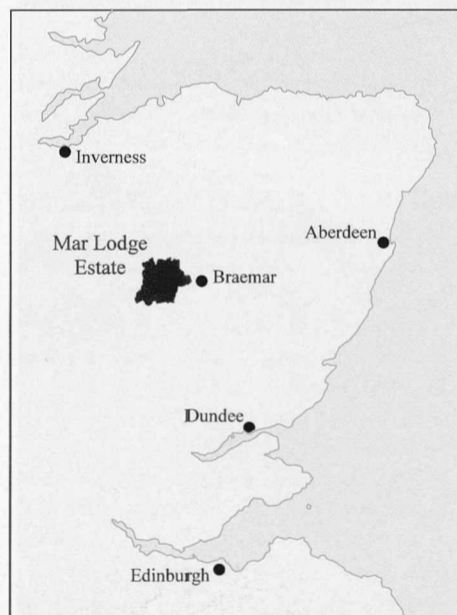 Inverness
Aberdeen
Mar Lodge
Estate
Braemar
Dundee
Edinburgh